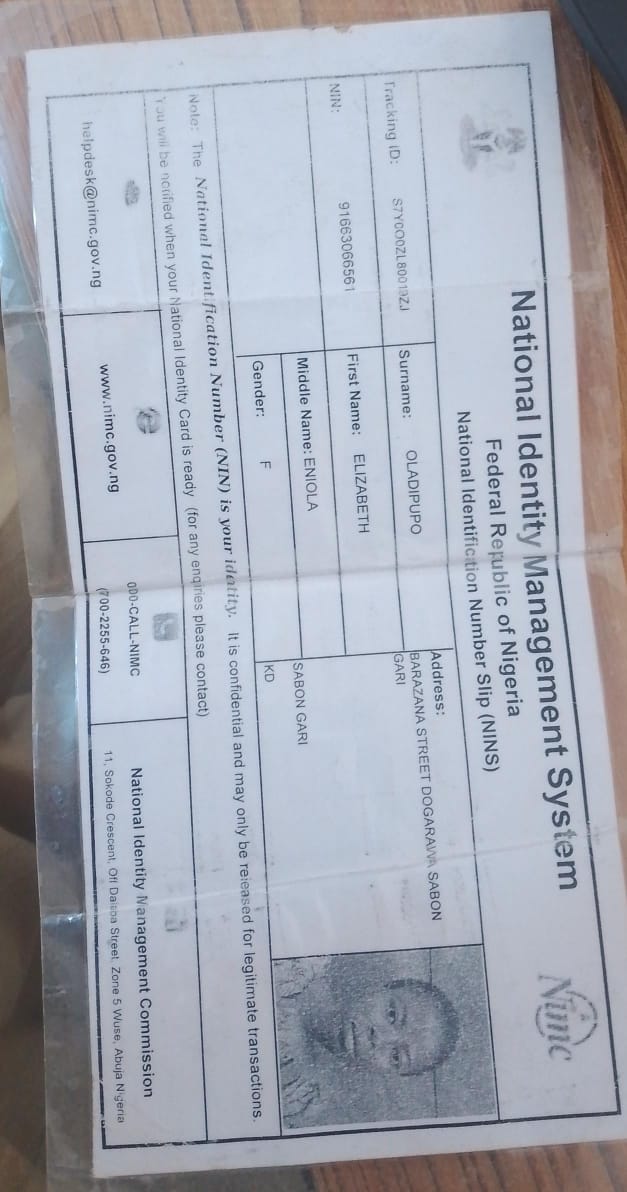 National Identity Management System
Federal Republic of Nigeria
National Identification Number Slip (NINS)
Nimc
Tracking ID: S7Y0O0ZL80019ZJ
NIN: 91663066561
Surname: OLADIPUPO
First Name: ELIZABETH
Middle Name: ENIOLA
Gender: F
Address:
BARAZANA STREET DOGARAWA SABON
GARI
SABON GARI
KD
Note: The National Identification Number (NIN) is your identity. It is confidential and may only be released for legitimate transactions.
You will be notified when your National Identity Card is ready (for any enqiries please contact)
helpdesk@nimc.gov.ng
www.nimc.gov.ng
000-CALL-NIMC
(700-2255-646)
National Identity Management Commission
11, Sokode Crescent, Off Dalaba Street, Zone 5 Wuse, Abuja Nigeria